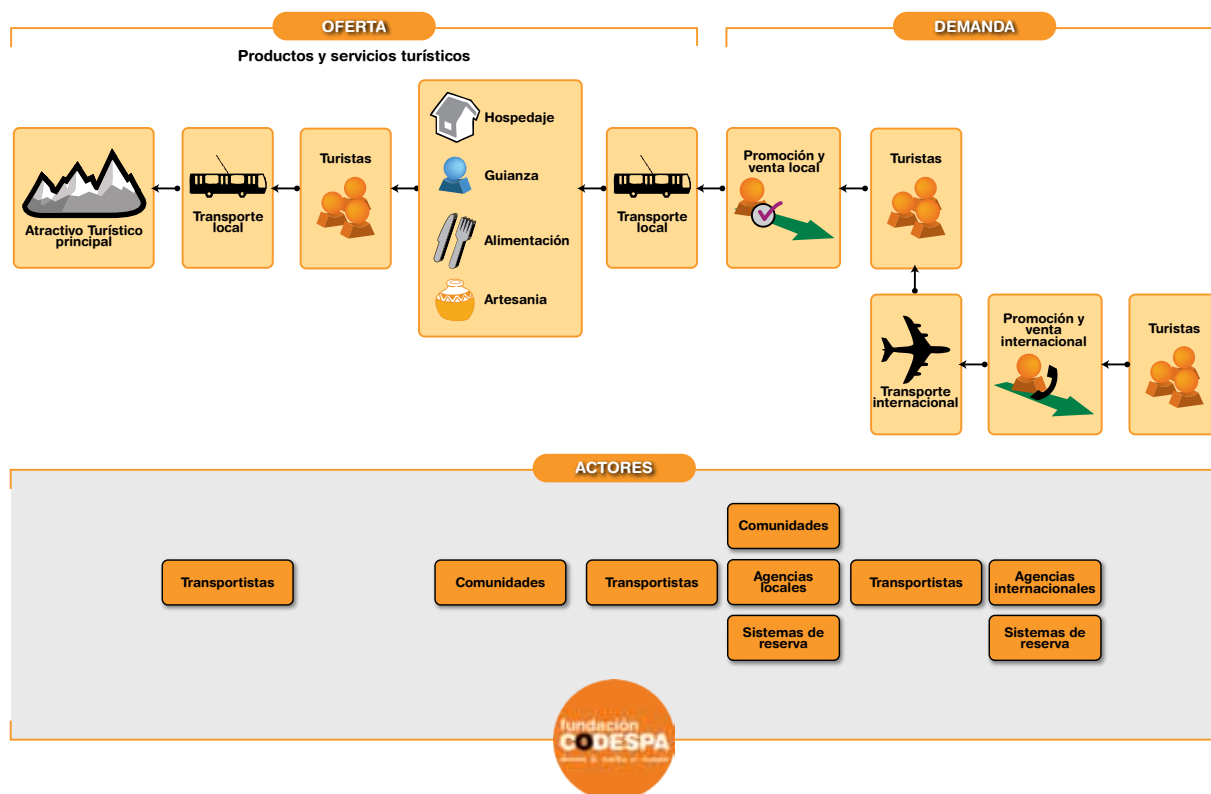 OFERTA
DEMANDA
Productos y servicios turísticos
Hospedaje
Guianza
Alimentación
Artesania
Atractivo Turístico
principal
Transporte
local
Turistas
Transporte
local
Promoción y
venta local
Turistas
Transporte
internacional
Promoción y
venta
internacional
Turistas
ACTORES
Transportistas
Comunidades
Transportistas
Comunidades
Agencias
locales
Sistemas de
reserva
Transportistas
Agencias
internacionales
Sistemas de
reserva
fundación
CODESPA